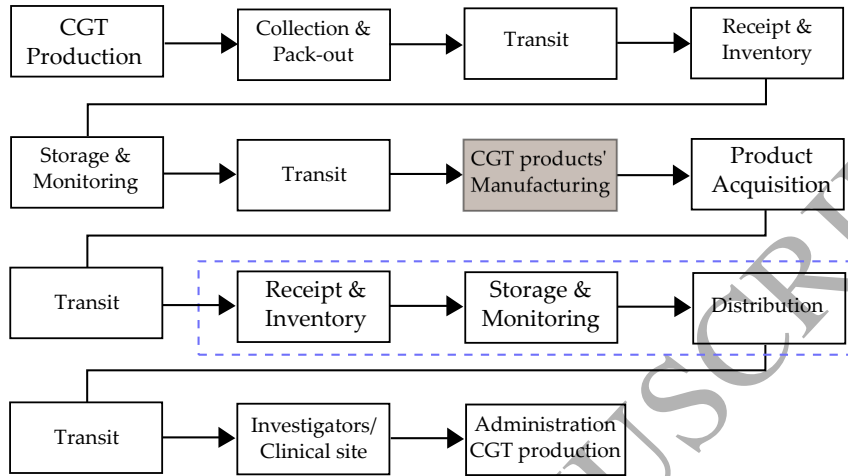 CGT
Production
Collection &
Pack-out
Transit
Receipt &
Inventory
Storage &
Monitoring
Transit
CGT products'
Manufacturing
Product
Acquisition
Transit
Receipt &
Inventory
Storage &
Monitoring
Distribution
Transit
Investigators/
Clinical site
Administration
CGT production
USCRI